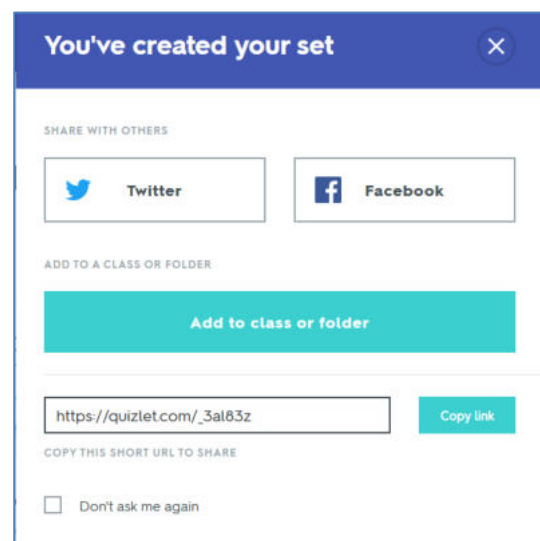 You've created your set
SHARE WITH OTHERS
Twitter
Facebook
ADD TO A CLASS OR FOLDER
Add to class or folder
https://quizlet.com/_3al83z
Copy link
COPY THIS SHORT URL TO SHARE
Don't ask me again